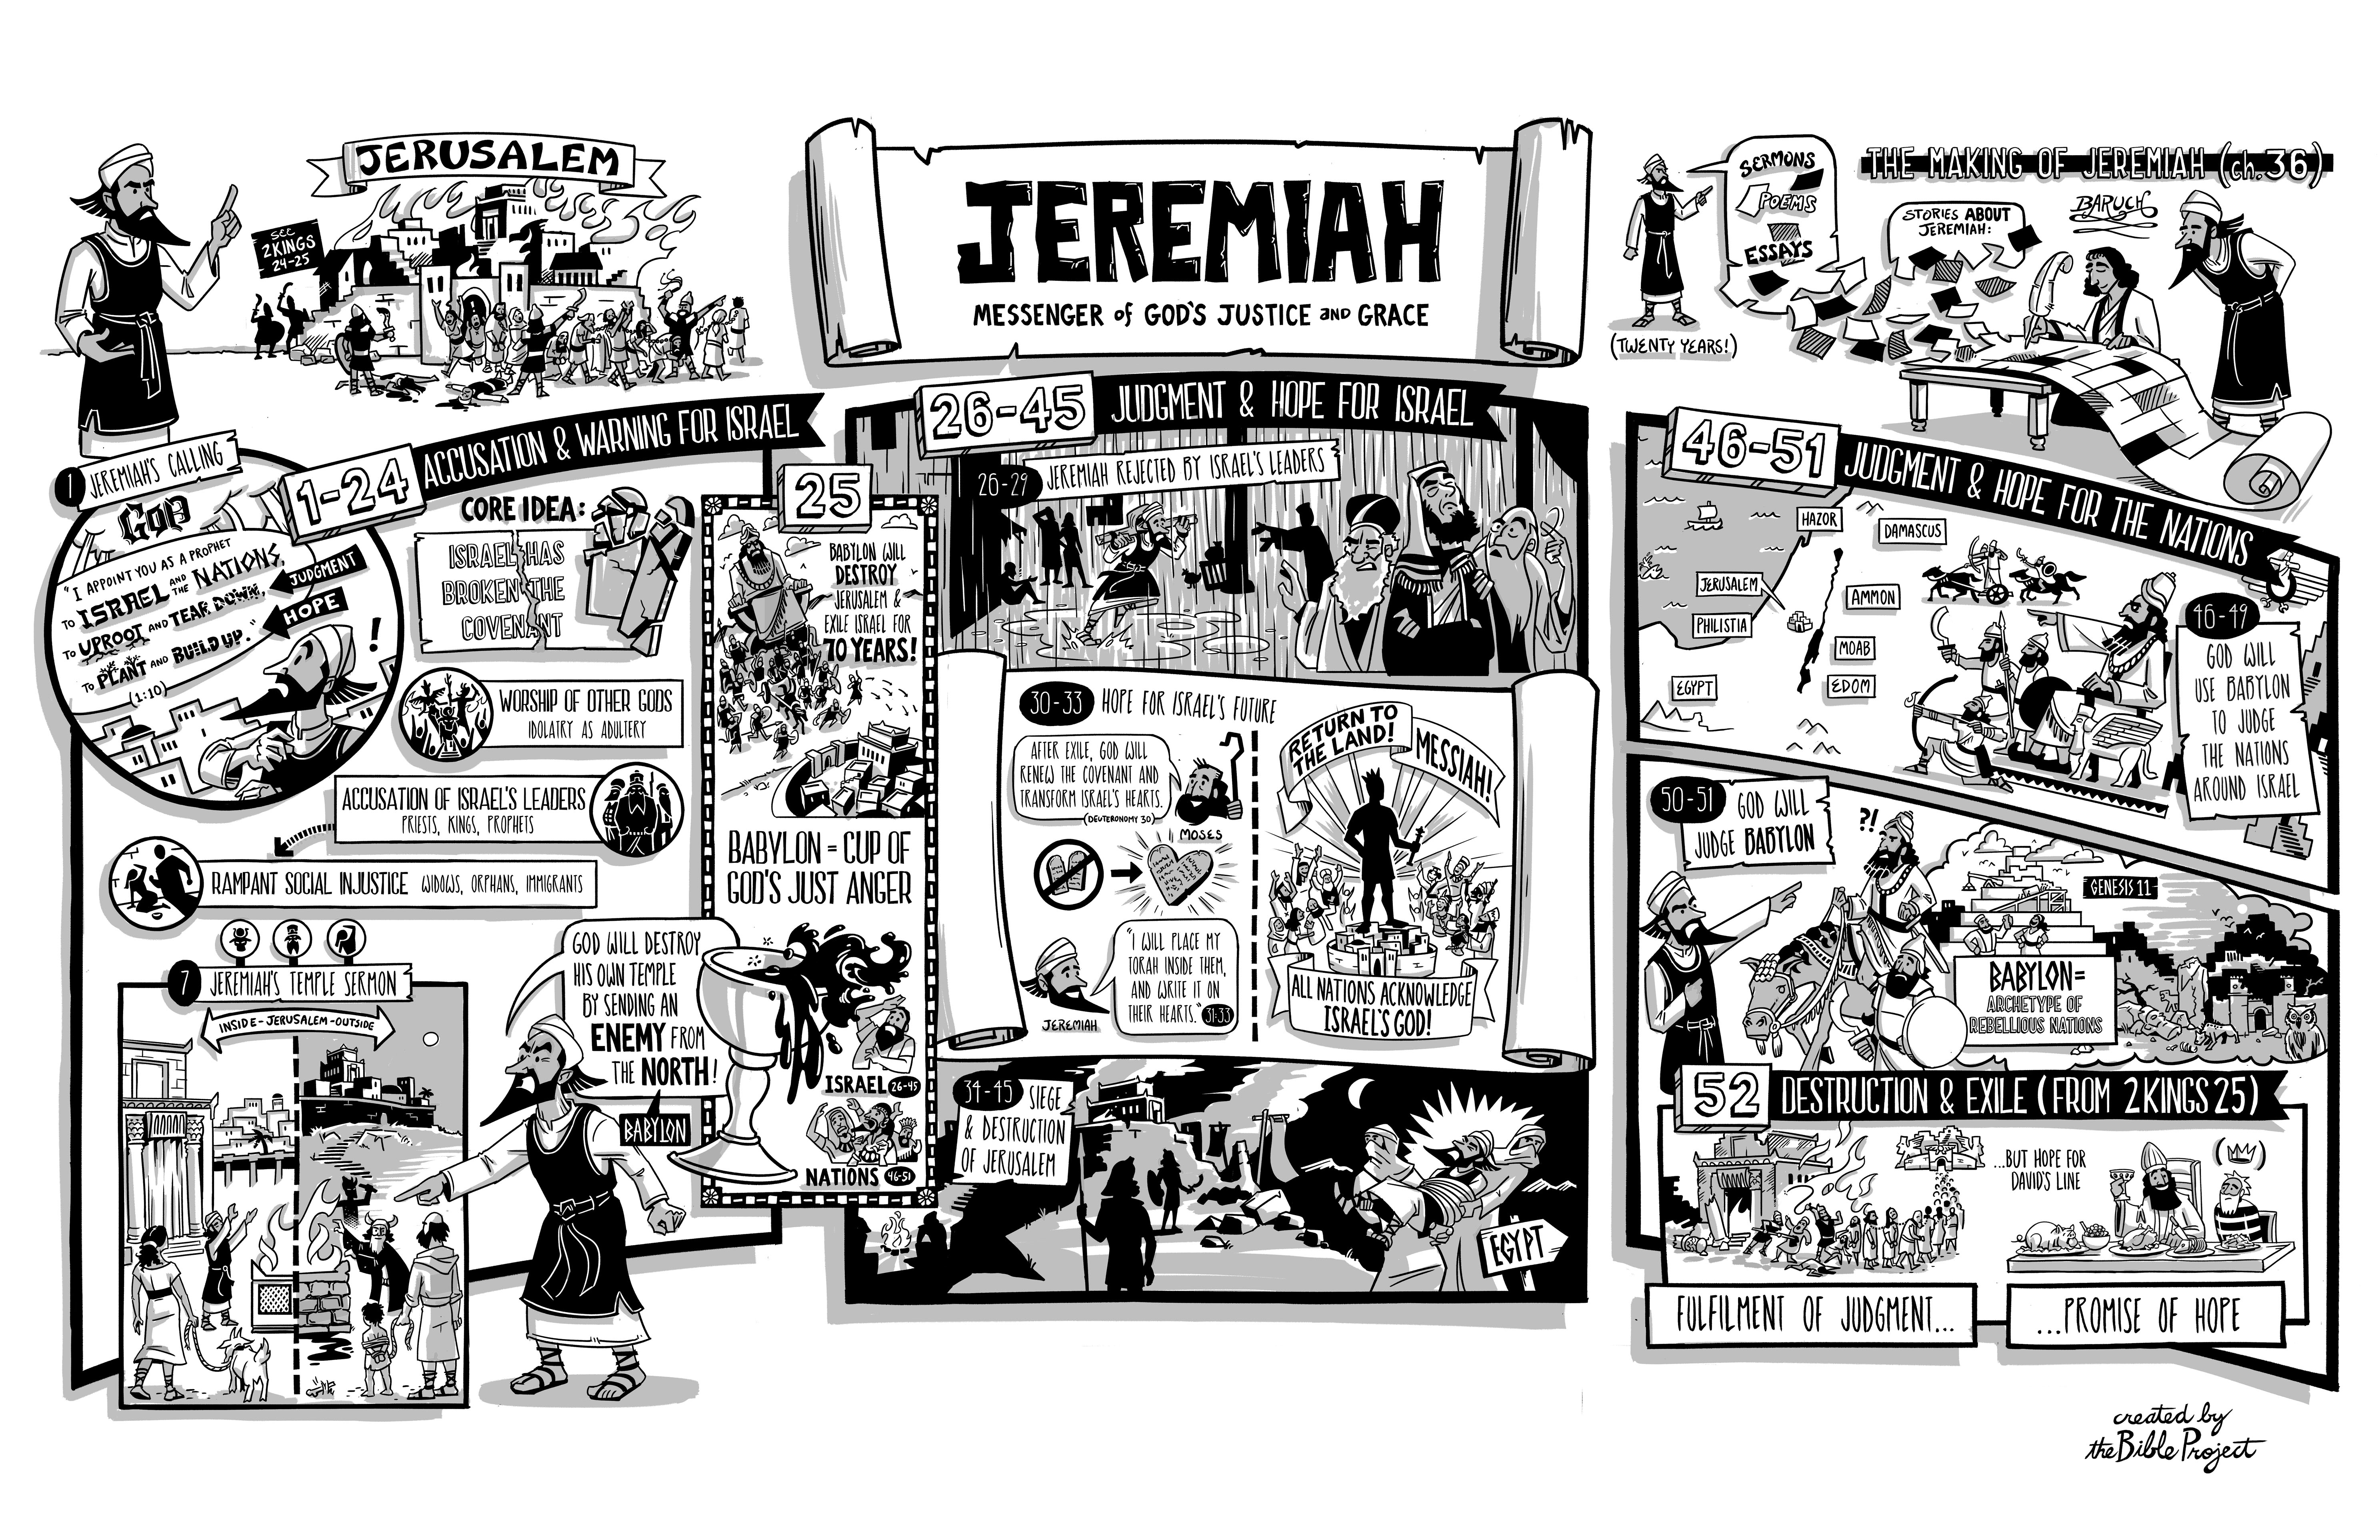 JERUSALEM
SEE
2 KINGS
24-25
JEREMIAH
MESSENGER of GOD'S JUSTICE AND GRACE
SERMONS
POEMS
ESSAYS
(TWENTY YEARS!)
THE MAKING OF JEREMIAH (ch. 36)
STORIES ABOUT
JEREMIAH:
BARUCH
1-24
ACCUSATION & WARNING FOR ISRAEL
1 JEREMIAH'S CALLING
GOD
"I APPOINT YOU AS A PROPHET
TO ISRAEL AND THE NATIONS,
TO UPROOT AND TEAR DOWN,
TO PLANT AND BUILD UP."
(1:10)
JUDGMENT
HOPE
!
CORE IDEA:
ISRAEL HAS
BROKEN THE
COVENANT
WORSHIP OF OTHER GODS
IDOLATRY AS ADULTERY
ACCUSATION OF ISRAEL'S LEADERS
PRIESTS, KINGS, PROPHETS
RAMPANT SOCIAL INJUSTICE WIDOWS, ORPHANS, IMMIGRANTS
7 JEREMIAH'S TEMPLE SERMON
INSIDE-JERUSALEM-OUTSIDE
GOD WILL DESTROY
HIS OWN TEMPLE
BY SENDING AN
ENEMY FROM
THE NORTH!
BABYLON
25
BABYLON WILL
DESTROY
JERUSALEM &
EXILE ISRAEL FOR
70 YEARS!
BABYLON = CUP OF
GOD'S JUST ANGER
ISRAEL 26-45
NATIONS 46-51
26-45
JUDGMENT & HOPE FOR ISRAEL
26-29 JEREMIAH REJECTED BY ISRAEL'S LEADERS
30-33 HOPE FOR ISRAEL'S FUTURE
AFTER EXILE, GOD WILL
RENEW THE COVENANT AND
TRANSFORM ISRAEL'S HEARTS.
(DEUTERONOMY 30)
MOSES
"I WILL PLACE MY
TORAH INSIDE THEM,
AND WRITE IT ON
THEIR HEARTS." 31:33
JEREMIAH
RETURN TO
THE LAND!
MESSIAH!
ALL NATIONS ACKNOWLEDGE
ISRAEL'S GOD!
34-45 SIEGE
& DESTRUCTION
OF JERUSALEM
EGYPT
46-51
JUDGMENT & HOPE FOR THE NATIONS
HAZOR
DAMASCUS
JERUSALEM
AMMON
PHILISTIA
MOAB
EGYPT
EDOM
46-49
GOD WILL
USE BABYLON
TO JUDGE
THE NATIONS
AROUND ISRAEL
50-51 GOD WILL
JUDGE BABYLON
?!
GENESIS 11
BABYLON=
ARCHETYPE OF
REBELLIOUS NATIONS
52
DESTRUCTION & EXILE (FROM 2 KINGS 25)
...BUT HOPE FOR
DAVID'S LINE
FULFILMENT OF JUDGMENT...
...PROMISE OF HOPE
created by
the Bible Project